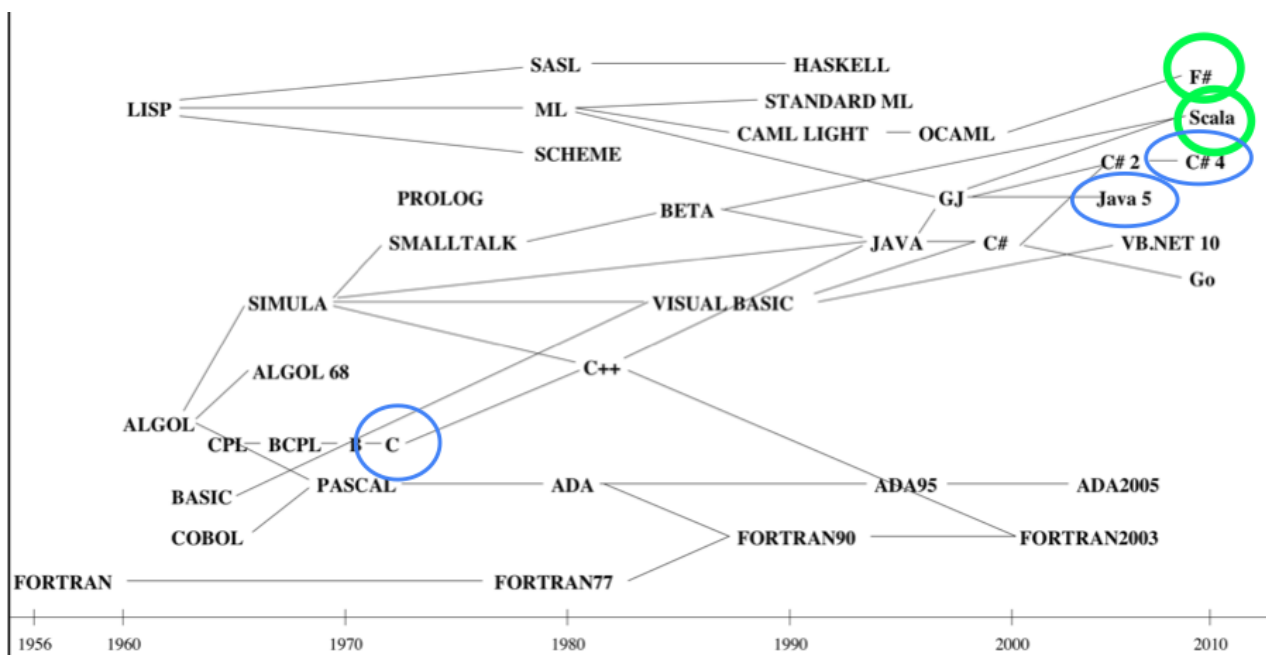 SASL HASKELL F#
LISP ML STANDARD ML Scala
CAML LIGHT OCAML
SCHEME C# 2 C# 4
PROLOG BETA GJ Java 5
SMALLTALK JAVA C# VB.NET 10
Go
SIMULA VISUAL BASIC
ALGOL 68 C++
ALGOL
CPL BCPL B C
BASIC PASCAL ADA ADA95 ADA2005
COBOL FORTRAN90 FORTRAN2003
FORTRAN FORTRAN77
1956 1960 1970 1980 1990 2000 2010